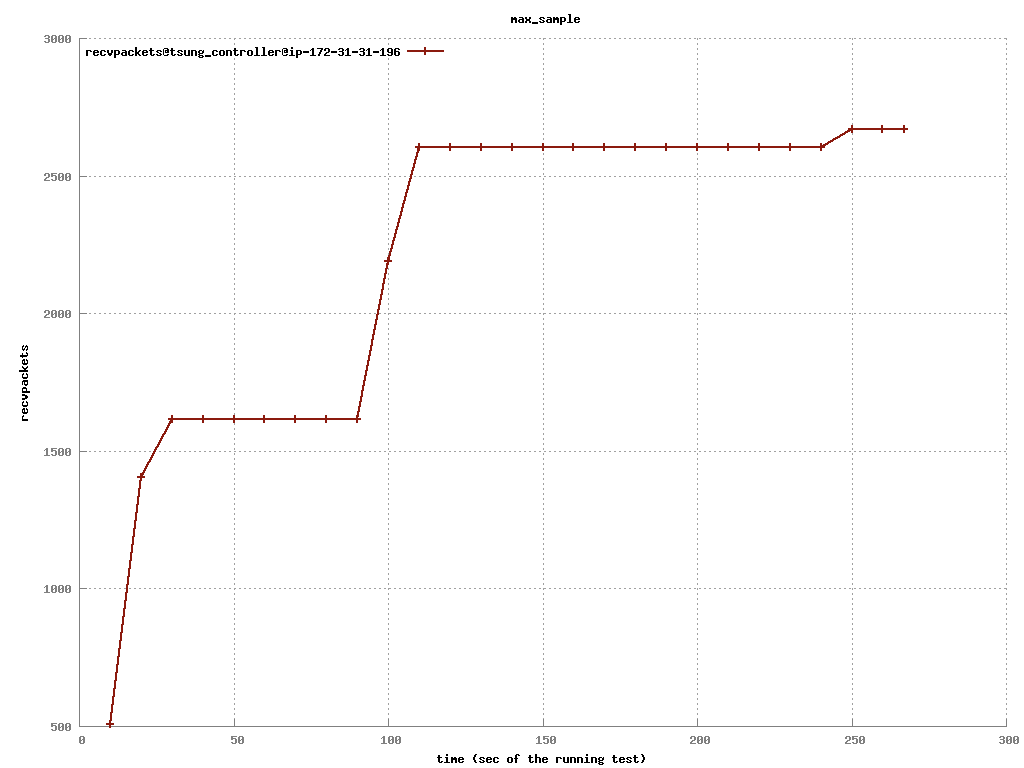 max_sample
recvpackets@tsung_controller@ip-172-31-31-196
3000
2500
2000
1500
1000
500
recvpackets
0 50 100 150 200 250 300
time (sec of the running test)